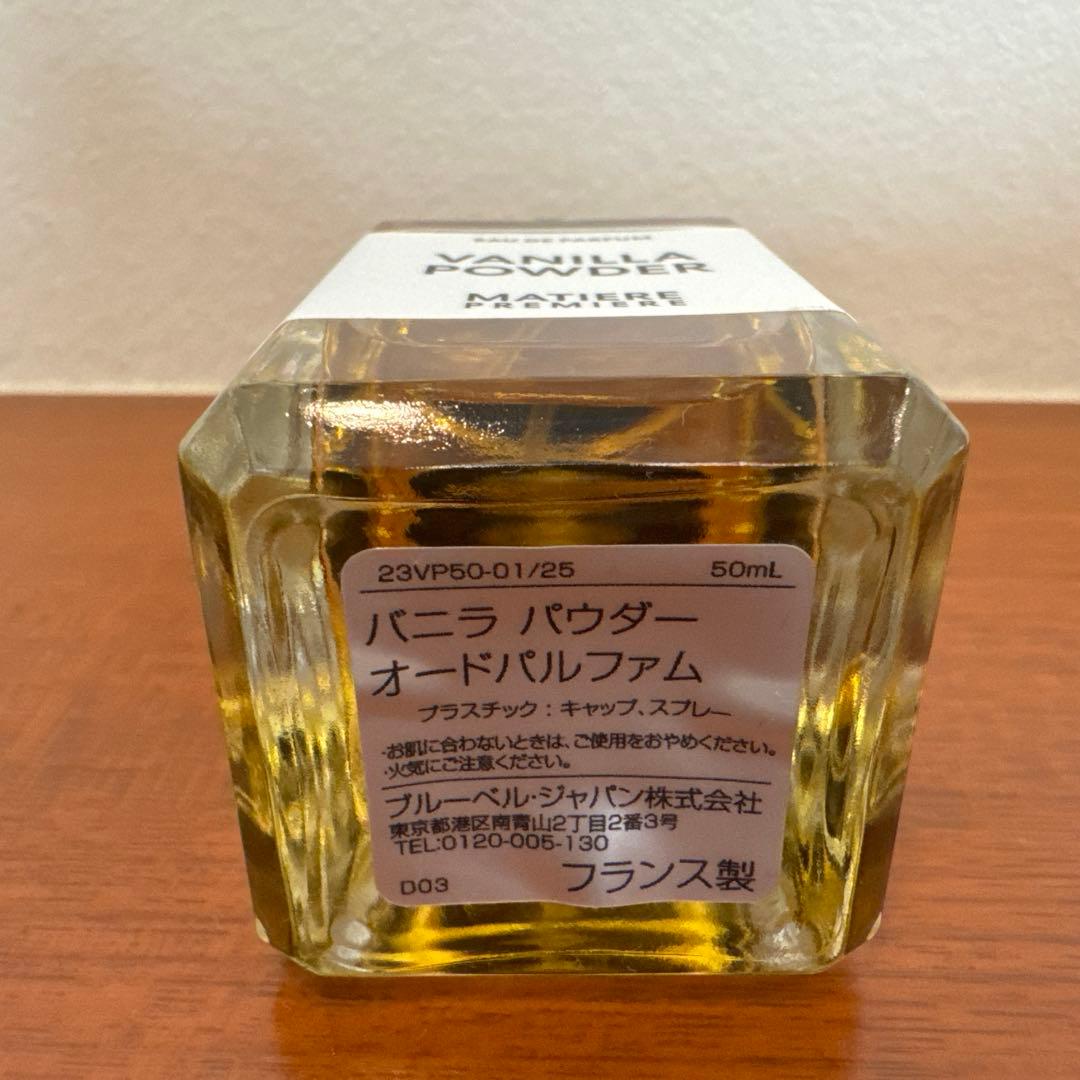 EAU DE PARFUM
VANILLA
POWDER
MATIERE
PREMIERE
23VP50-01/25 50mL
バニラ パウダー
オードパルファム
プラスチック：キャップ、スプレー
・お肌に合わないときは、ご使用をおやめください。
・火気にご注意ください。
ブルーベル・ジャパン株式会社
東京都港区南青山2丁目2番3号
TEL:0120-005-130
D03 フランス製